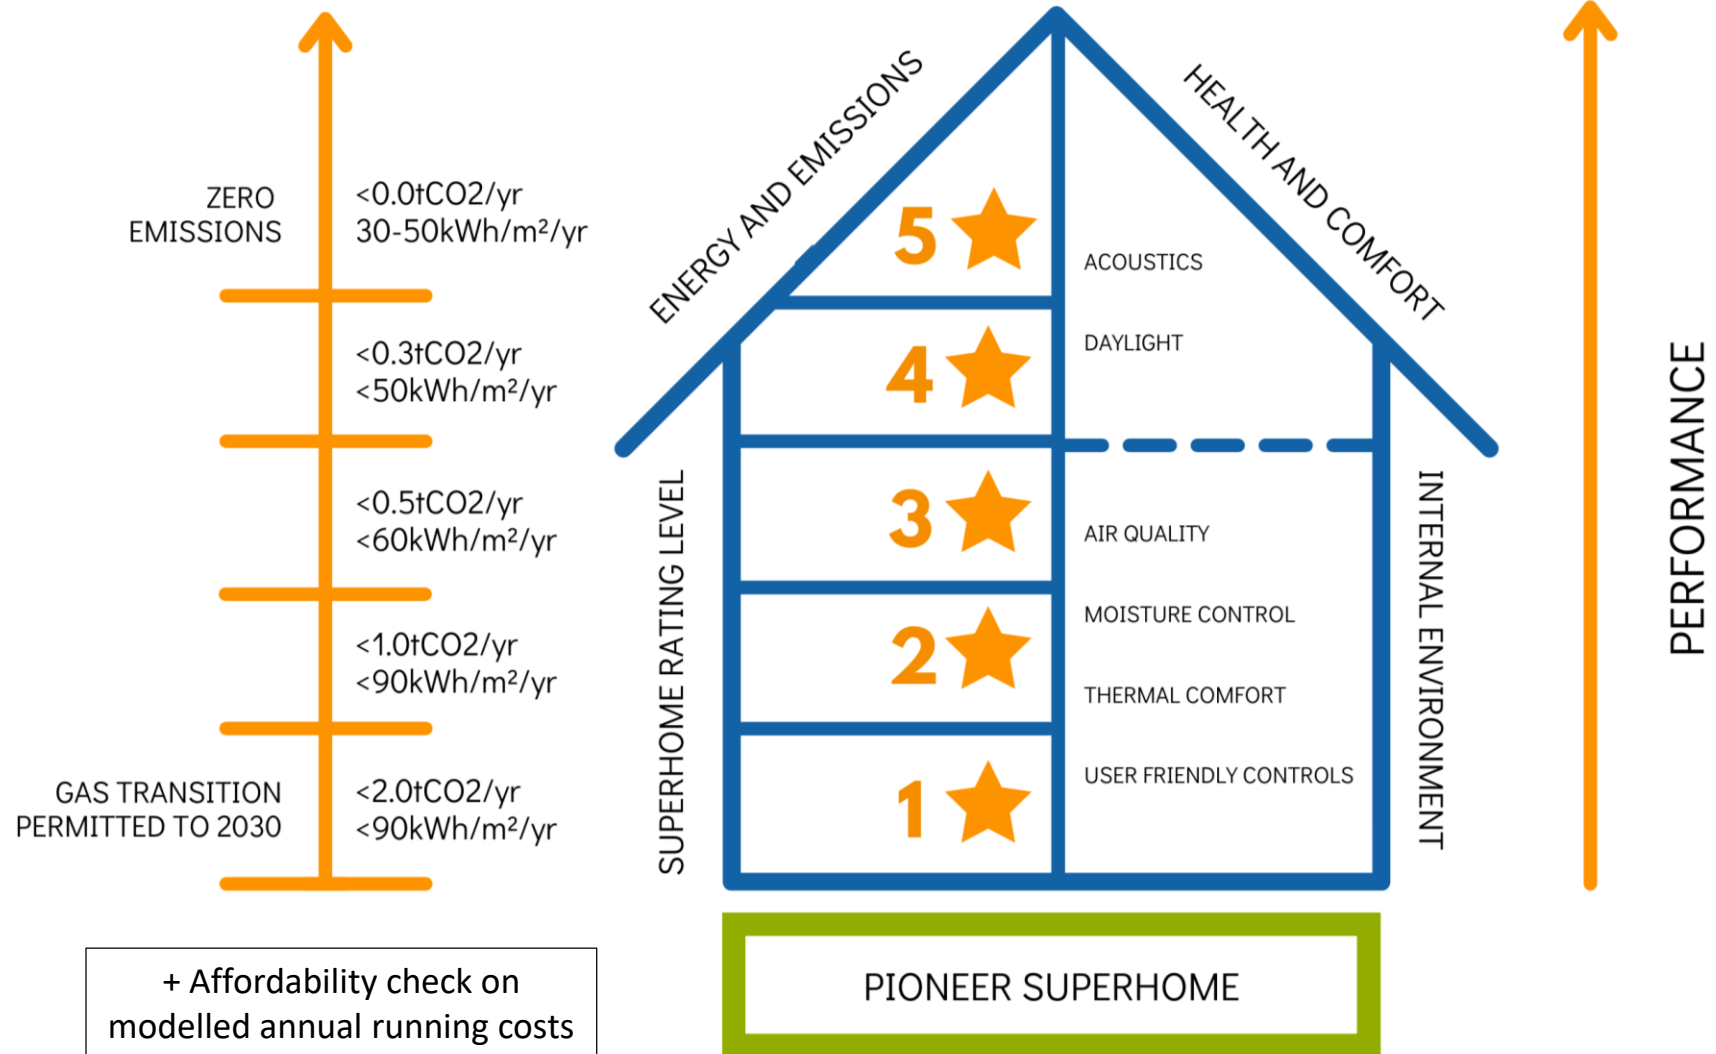 ZERO
EMISSIONS
<0.0tCO2/yr
30-50kWh/m²/yr
<0.3tCO2/yr
<50kWh/m²/yr
<0.5tCO2/yr
<60kWh/m²/yr
<1.0tCO2/yr
<90kWh/m²/yr
GAS TRANSITION
PERMITTED TO 2030
<2.0tCO2/yr
<90kWh/m²/yr
+ Affordability check on
modelled annual running costs
ENERGY AND EMISSIONS
SUPERHOME RATING LEVEL
5
4
3
2
1
HEALTH AND COMFORT
ACOUSTICS
DAYLIGHT
AIR QUALITY
MOISTURE CONTROL
THERMAL COMFORT
USER FRIENDLY CONTROLS
INTERNAL ENVIRONMENT
PIONEER SUPERHOME
PERFORMANCE